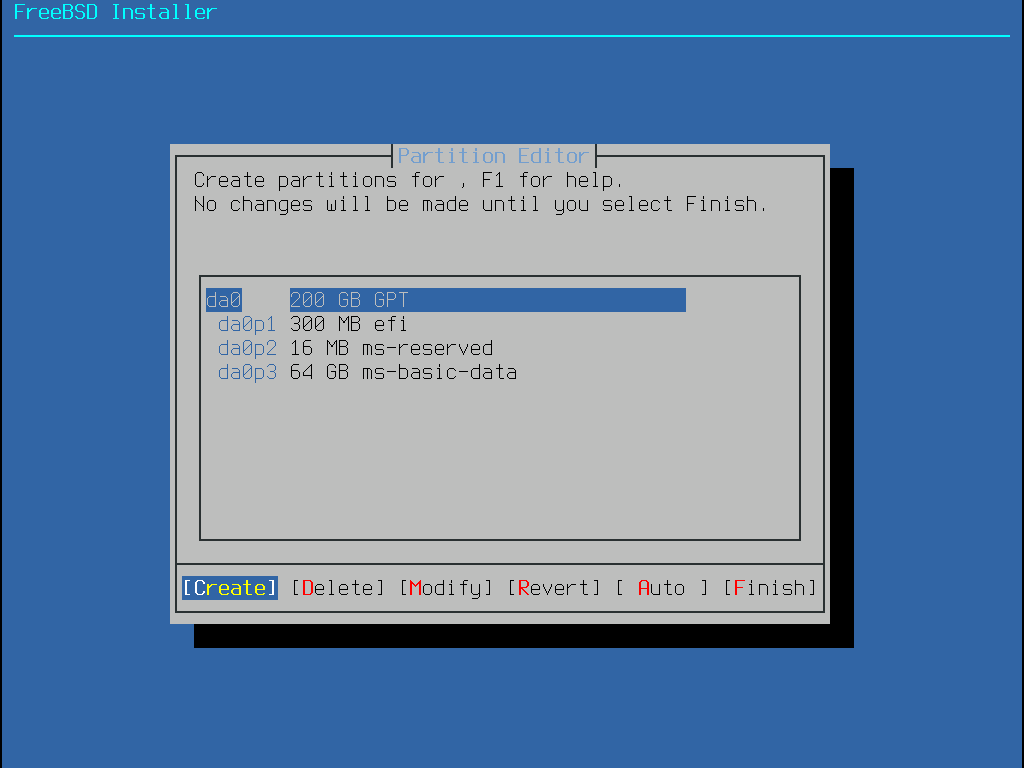 FreeBSD Installer
Partition Editor
Create partitions for , F1 for help.
No changes will be made until you select Finish.
da0 200 GB GPT
da0p1 300 MB efi
da0p2 16 MB ms-reserved
da0p3 64 GB ms-basic-data
[Create] [Delete] [Modify] [Revert] [ Auto ] [Finish]